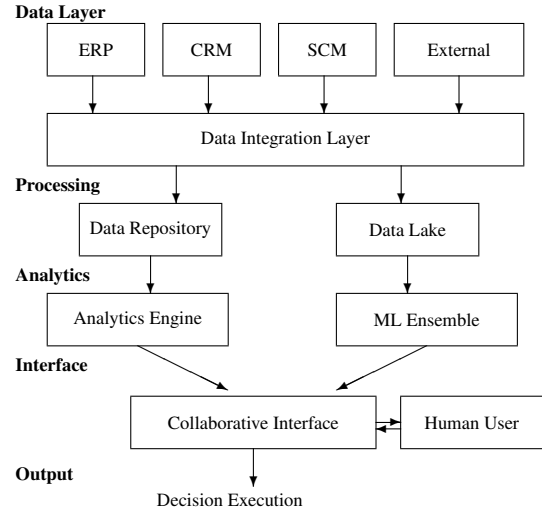 Data Layer
ERP
CRM
SCM
External
Data Integration Layer
Processing
Data Repository
Data Lake
Analytics
Analytics Engine
ML Ensemble
Interface
Collaborative Interface
Human User
Output
Decision Execution